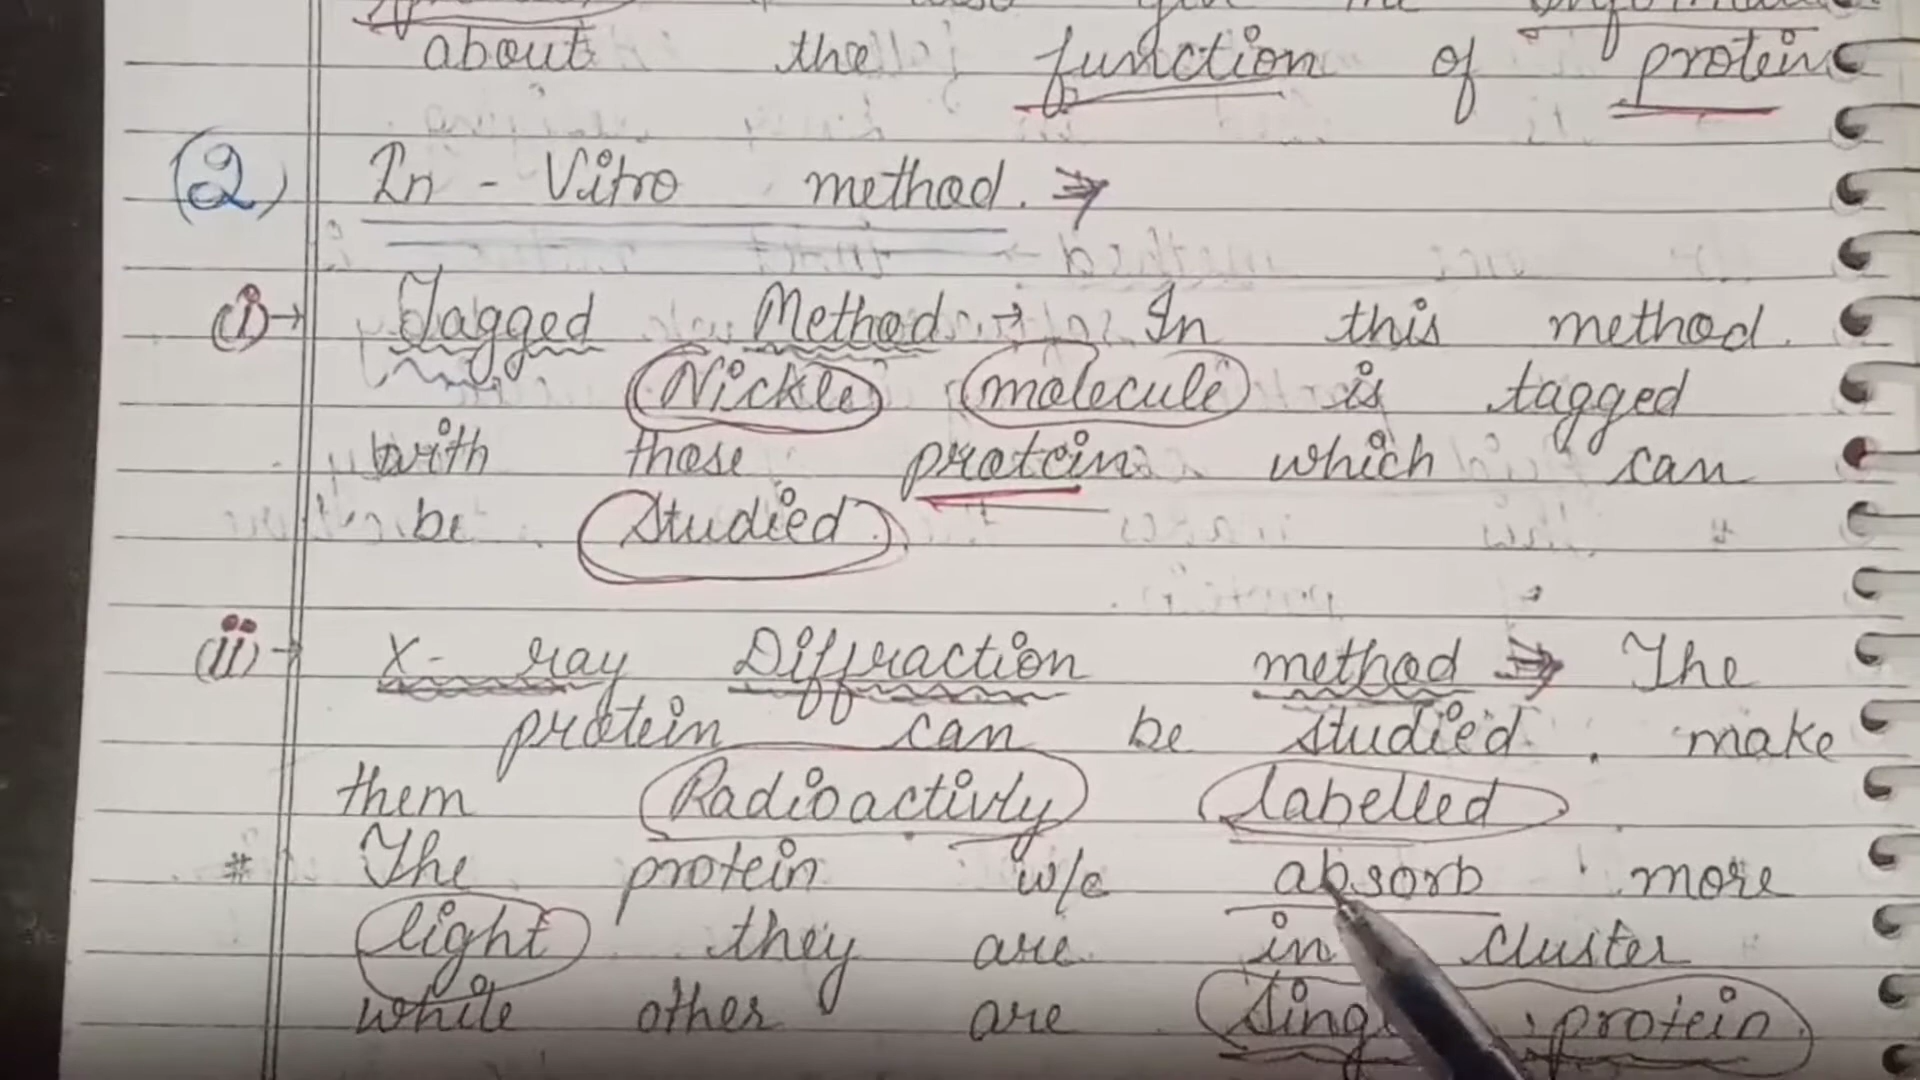 about the function of protein
(2) In - Vitro method. ⇒
(i)→ Tagged Method → In this method.
Nickle molecule is tagged
with those protein which can
be studied.
(ii)→ X- ray Diffraction method ⇒ The
protein can be studied. make
them Radioactivly labelled
# The protein w/c absorb more
light they are in cluster
while other are protein.